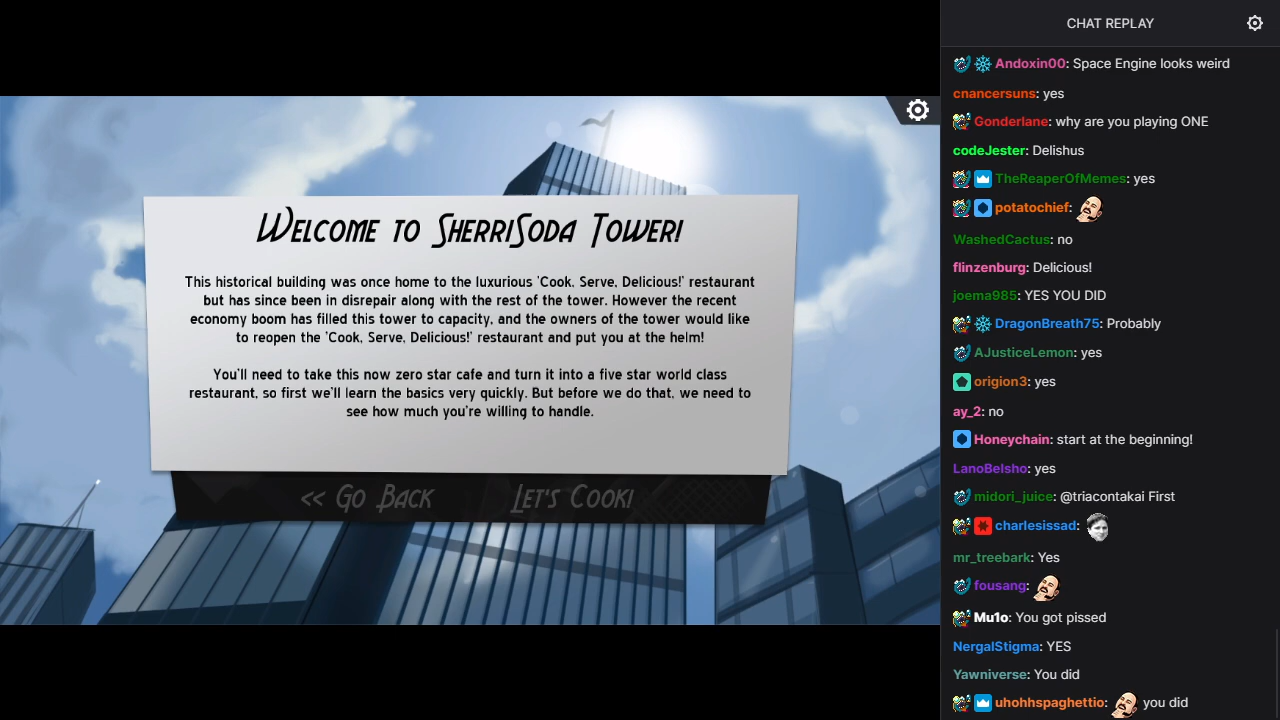 CHAT REPLAY
Welcome to SherriSoda Tower!
This historical building was once home to the luxurious 'Cook, Serve, Delicious!' restaurant
but has since been in disrepair along with the rest of the tower. However the recent
economy boom has filled this tower to capacity, and the owners of the tower would like
to reopen the 'Cook, Serve, Delicious!' restaurant and put you at the helm!
You'll need to take this now zero star cafe and turn it into a five star world class
restaurant, so first we'll learn the basics very quickly. But before we do that, we need to
see how much you're willing to handle.
<< Go Back
Let's Cook!
Andoxin00: Space Engine looks weird
cnancersuns: yes
Gonderlane: why are you playing ONE
codeJester: Delishus
TheReaperOfMemes: yes
potatochief:
WashedCactus: no
flinzenburg: Delicious!
joema985: YES YOU DID
DragonBreath75: Probably
AJusticeLemon: yes
origion3: yes
ay_2: no
Honeychain: start at the beginning!
LanoBelsho: yes
midori_juice: @triacontakai First
charlesissad:
mr_treebark: Yes
fousang:
Mu1o: You got pissed
NergalStigma: YES
Yawniverse: You did
uhohhspaghettio: you did